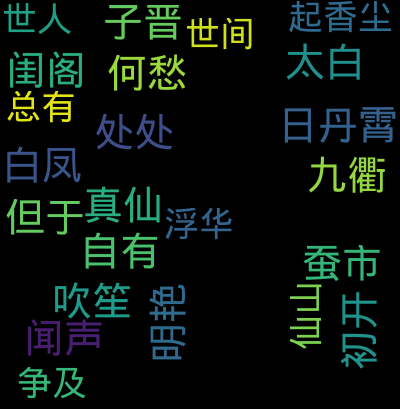 世人
子晋
世间
起香尘
闺阁
何愁
太白
总有
处处
日丹霄
白凤
九衢
但于
真仙
浮华
自有
蚕市
吹笙
明艳
仙山
初开
闻声
争及